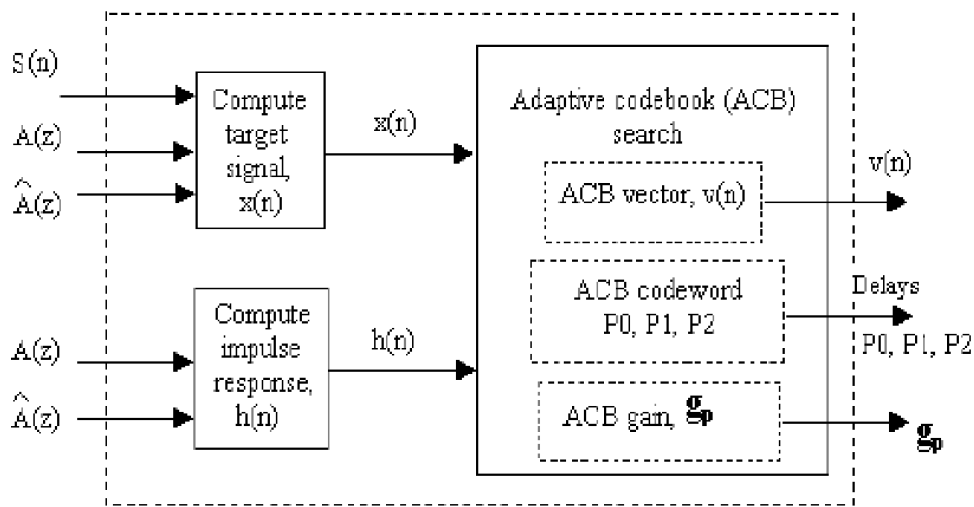 S(n)
A(z)
Â(z)
Compute
target
signal,
x(n)
x(n)
Adaptive codebook (ACB)
search
ACB vector, v(n)
v(n)
ACB codeword
P0, P1, P2
Delays
P0, P1, P2
A(z)
Â(z)
Compute
impulse
response,
h(n)
h(n)
ACB gain, gp
gp